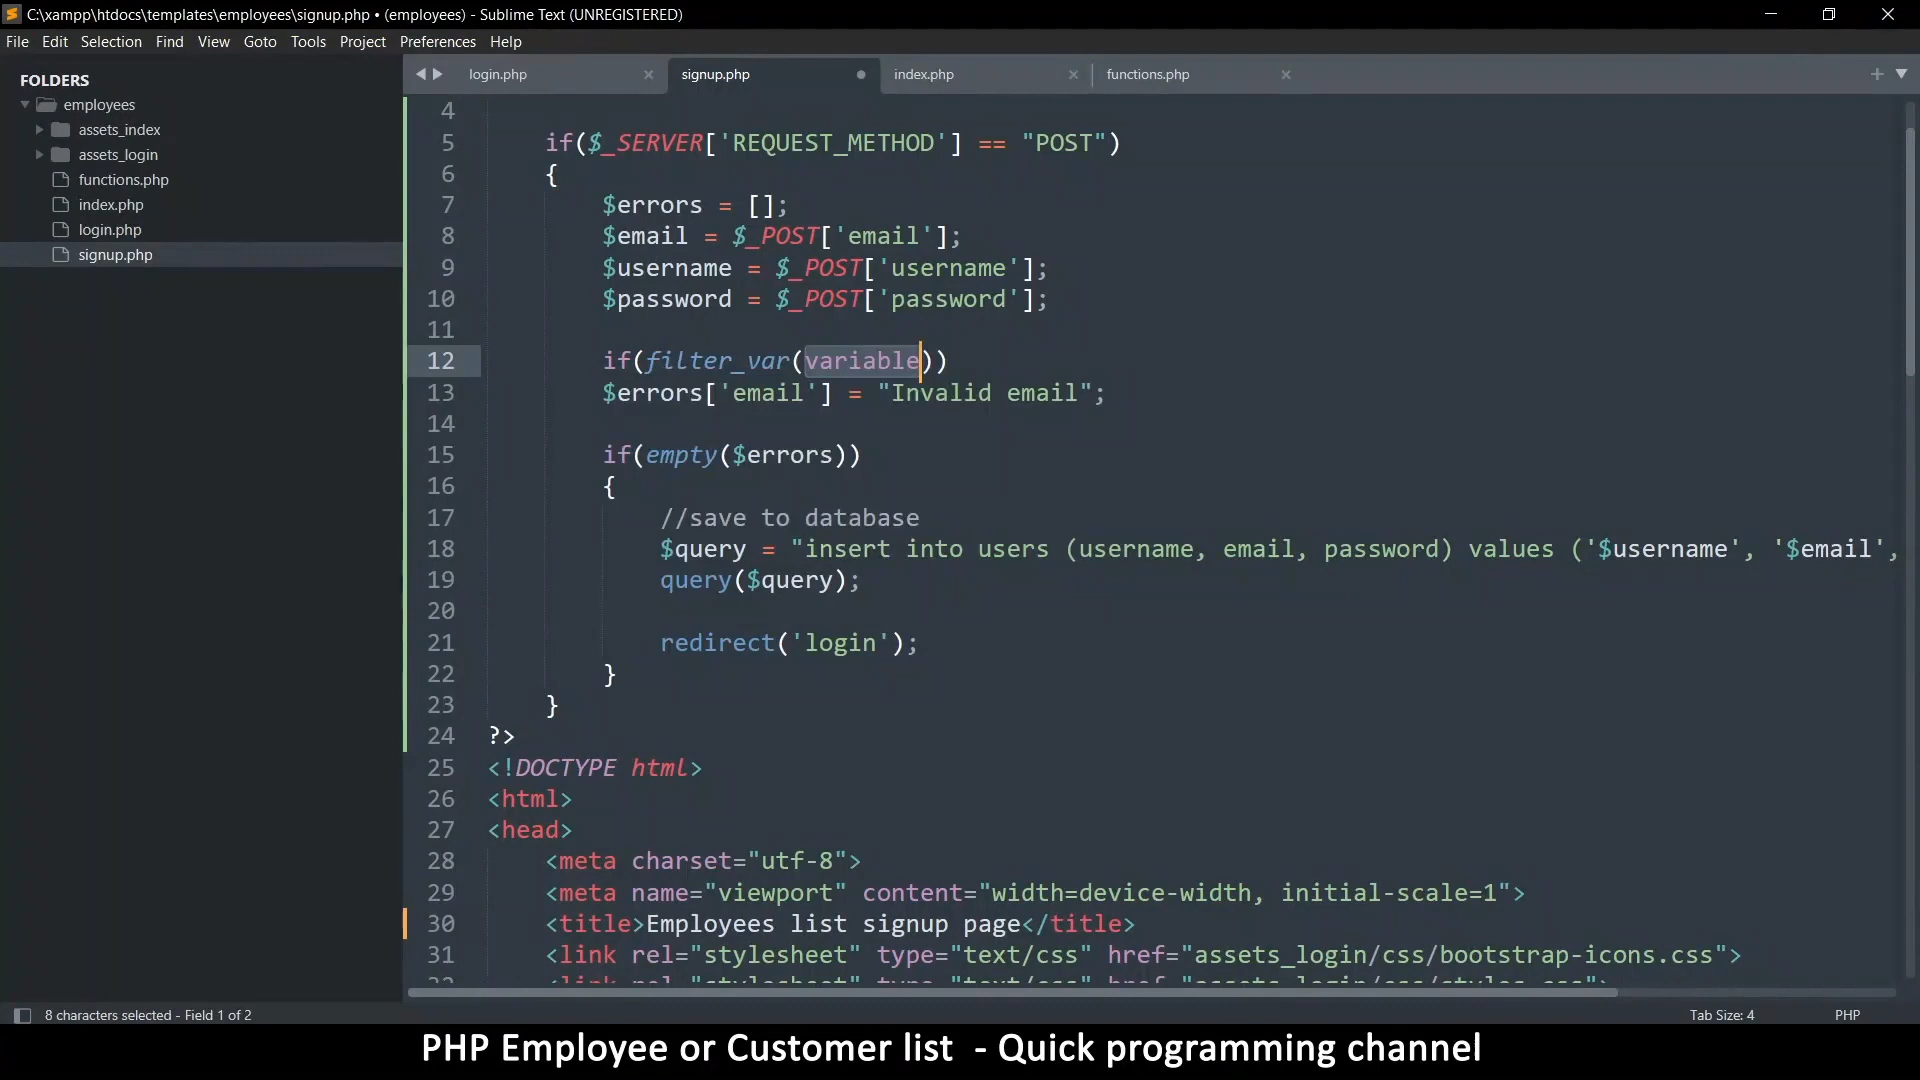 C:\xampp\htdocs\templates\employees\signup.php • (employees) - Sublime Text (UNREGISTERED)
File Edit Selection Find View Goto Tools Project Preferences Help
FOLDERS
employees
assets_index
assets_login
functions.php
index.php
login.php
signup.php
login.php signup.php index.php functions.php
4
5 if($_SERVER['REQUEST_METHOD'] == "POST")
6 {
7 $errors = [];
8 $email = $_POST['email'];
9 $username = $_POST['username'];
10 $password = $_POST['password'];
11
12 if(filter_var(variable))
13 $errors['email'] = "Invalid email";
14
15 if(empty($errors))
16 {
17 //save to database
18 $query = "insert into users (username, email, password) values ('$username', '$email',
19 query($query);
20
21 redirect('login');
22 }
23 }
24 ?>
25 <!DOCTYPE html>
26 <html>
27 <head>
28 <meta charset="utf-8">
29 <meta name="viewport" content="width=device-width, initial-scale=1">
30 <title>Employees list signup page</title>
31 <link rel="stylesheet" type="text/css" href="assets_login/css/bootstrap-icons.css">
8 characters selected - Field 1 of 2
Tab Size: 4 PHP
PHP Employee or Customer list - Quick programming channel